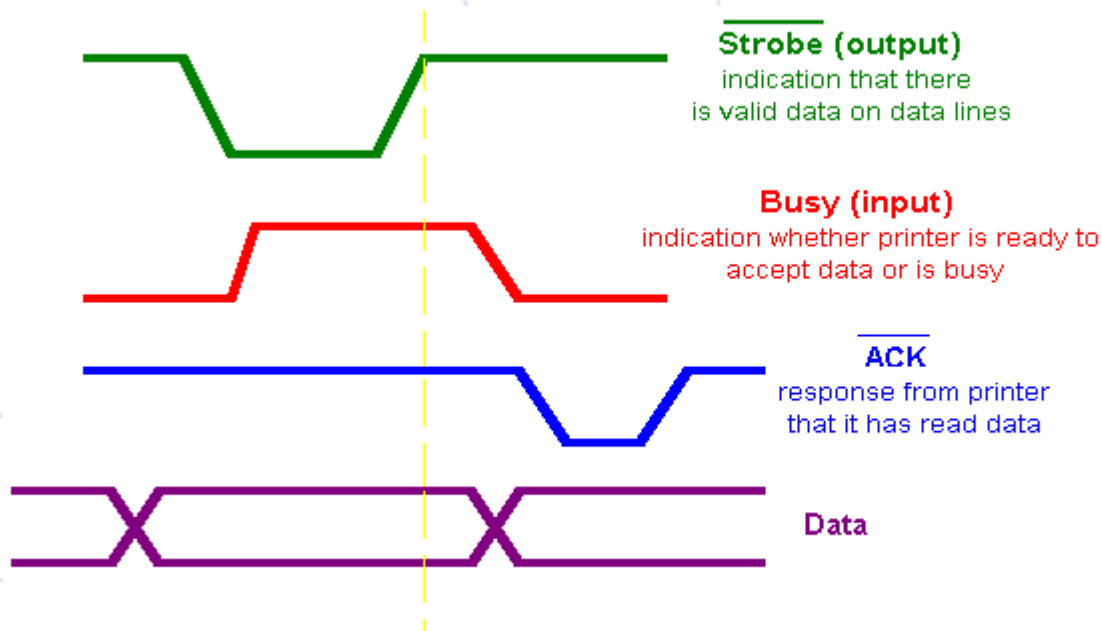 Strobe (output)
indication that there
is valid data on data lines
Busy (input)
indication whether printer is ready to
accept data or is busy
ACK
response from printer
that it has read data
Data